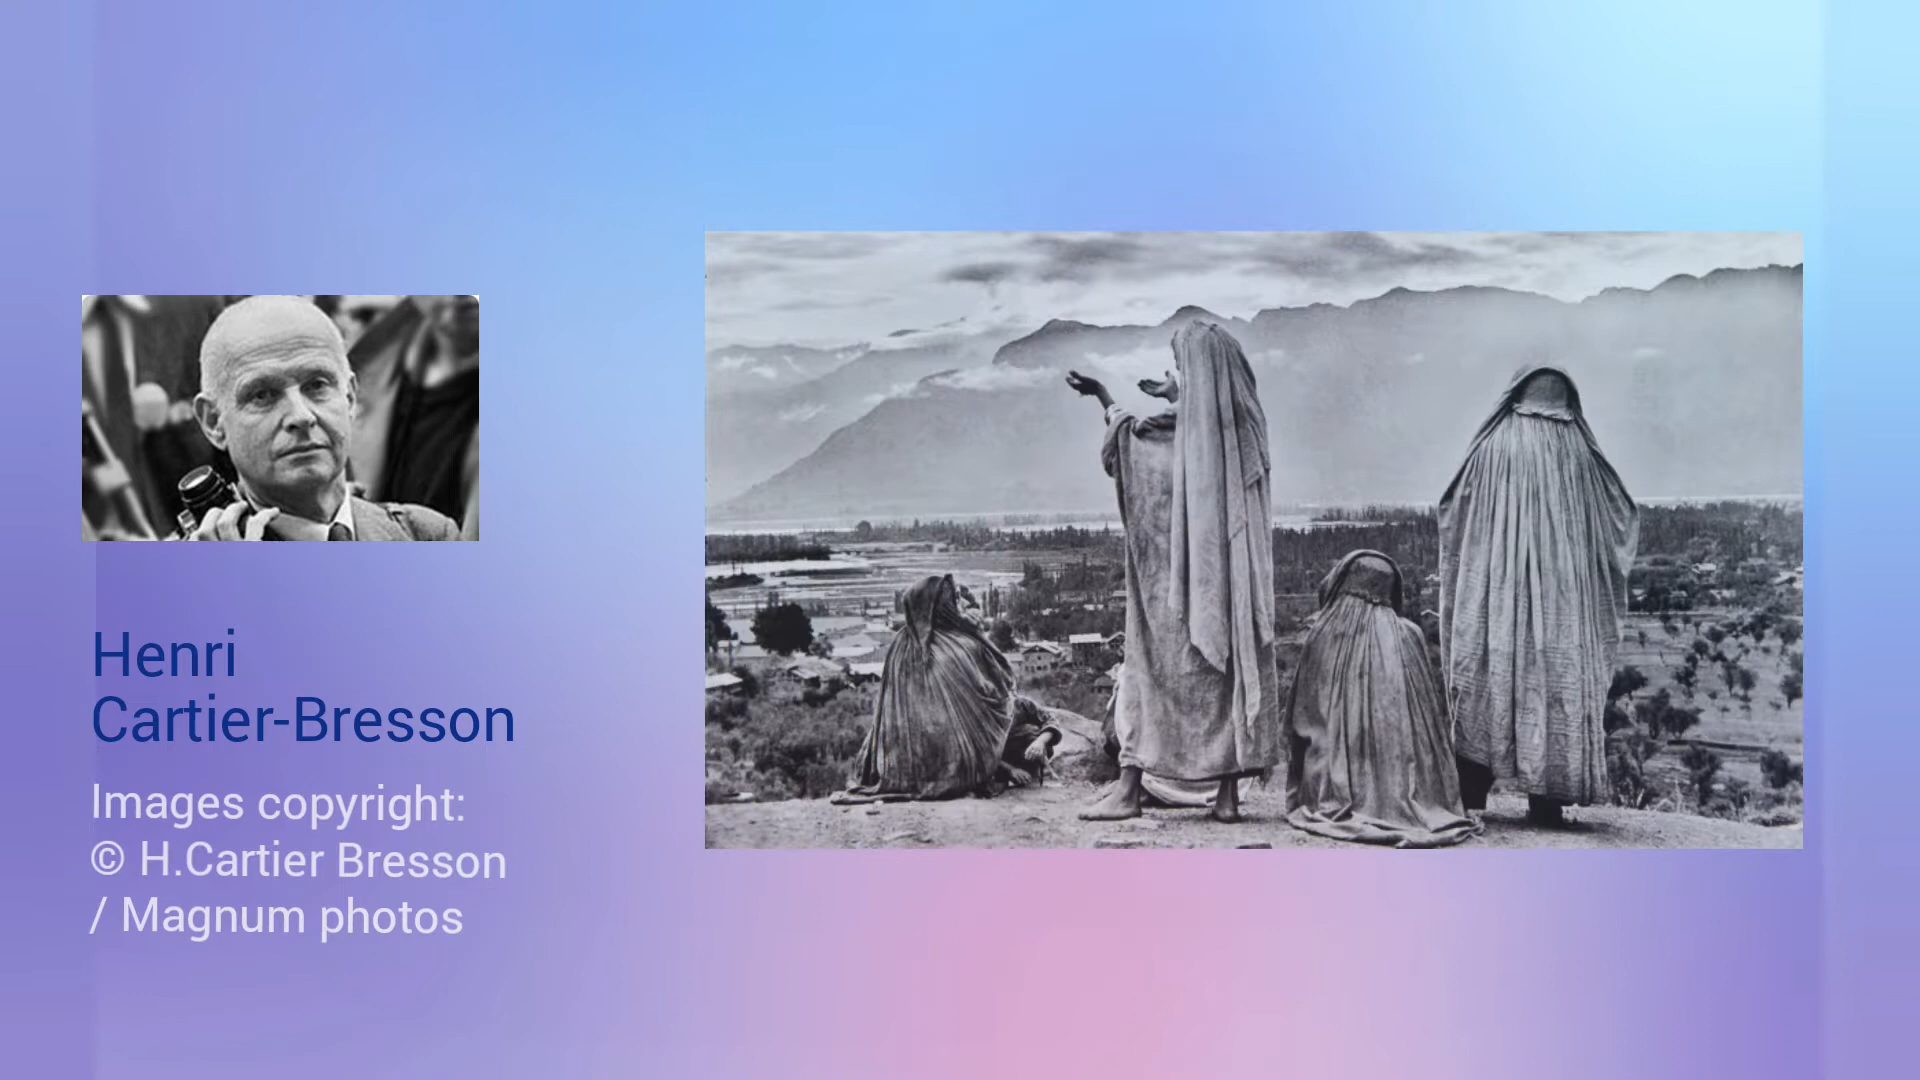 Henri
Cartier-Bresson
Images copyright:
© H.Cartier Bresson
/ Magnum photos